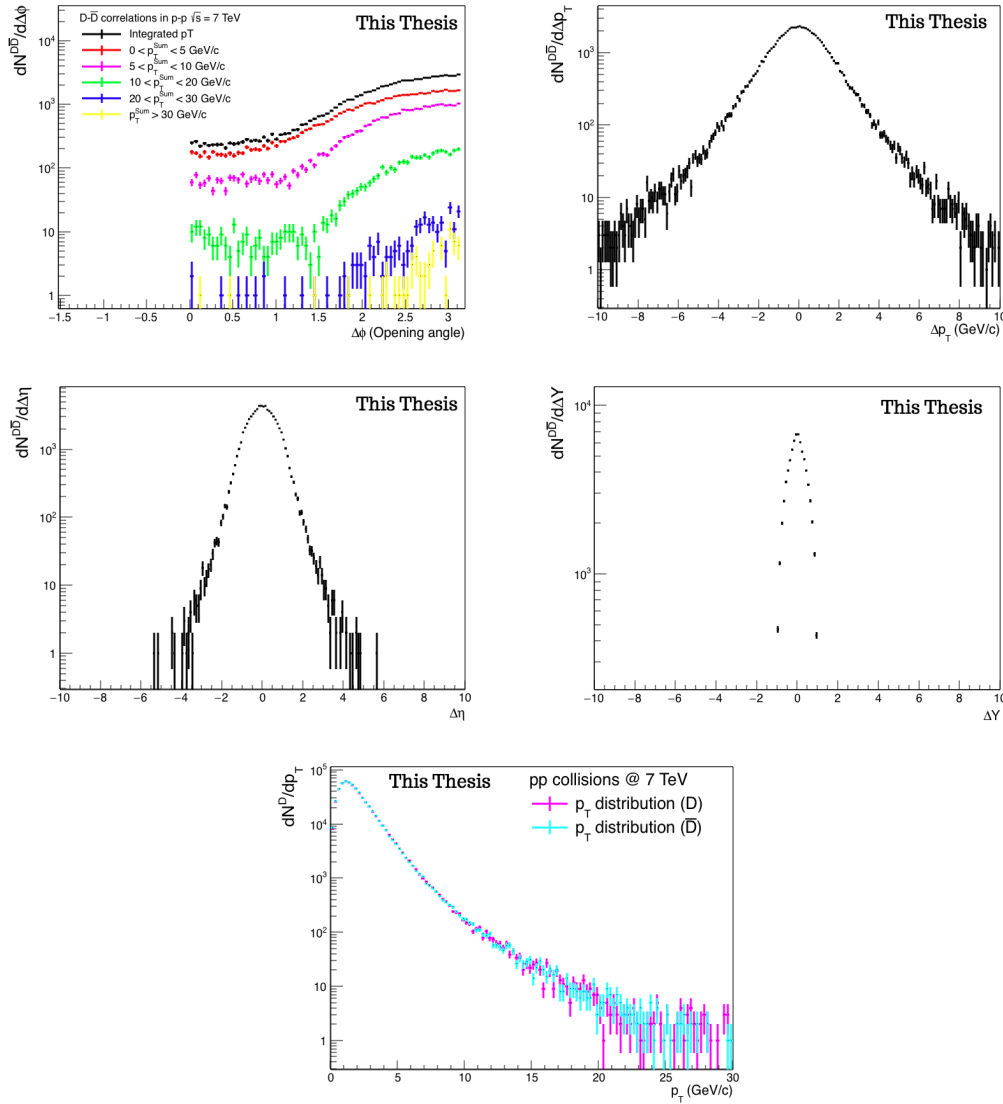 This Thesis
D-D̅ correlations in p-p √s = 7 TeV
Integrated pT
0 < p_T^Sum < 5 GeV/c
5 < p_T^Sum < 10 GeV/c
10 < p_T^Sum < 20 GeV/c
20 < p_T^Sum < 30 GeV/c
p_T^Sum > 30 GeV/c
dN^DD̅/dΔϕ
10^4
10^3
10^2
10
1
−1.5 −1 −0.5 0 0.5 1 1.5 2 2.5 3
Δϕ (Opening angle)
This Thesis
dN^DD̅/dΔp_T
10^3
10^2
10
1
−10 −8 −6 −4 −2 0 2 4 6 8 10
Δp_T (GeV/c)
This Thesis
dN^DD̅/dΔη
10^3
10^2
10
1
−10 −8 −6 −4 −2 0 2 4 6 8 10
Δη
This Thesis
dN^DD̅/dΔY
10^4
10^3
−10 −8 −6 −4 −2 0 2 4 6 8 10
ΔY
This Thesis
pp collisions @ 7 TeV
p_T distribution (D)
p_T distribution (D̅)
dN^D/dp_T
10^5
10^4
10^3
10^2
10
1
0 5 10 15 20 25 30
p_T (GeV/c)